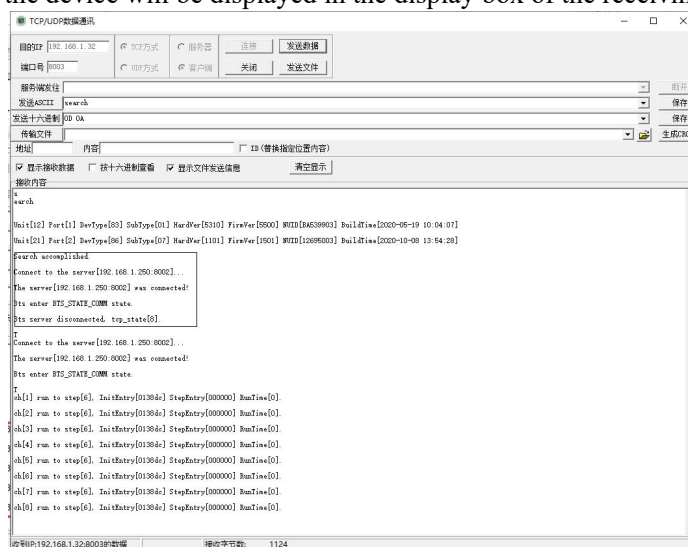 the device will be displayed in the display box of the receivin
TCP/UDP数据通讯
目的IP 192.168.1.32 TCP方式 服务器 连接 发送数据
端口号 8003 UDP方式 客户端 关闭 发送文件
服务端发往 断开
发送ASCII search 保存
发送十六进制 0D 0A 保存
传输文件 生成CRC
地址 内容 ID(替换指定位置内容)
显示接收数据 按十六进制查看 显示文件发送信息 清空显示
接收内容
s
earch
Unit[12] Port[1] DevType[83] SubType[01] HardVer[5310] FirmVer[5500] NUID[BA539903] BuildTime[2020-05-19 10:04:07]
Unit[21] Port[2] DevType[86] SubType[07] HardVer[1101] FirmVer[1501] NUID[12695003] BuildTime[2020-10-08 13:54:28]
Search accomplished.
Connect to the server[192.168.1.250:8002]...
The server[192.168.1.250:8002] was connected!
Bts enter BTS_STATE_COMM state.
Bts server disconnected, tcp_state[8].
T
Connect to the server[192.168.1.250:8002]...
The server[192.168.1.250:8002] was connected!
Bts enter BTS_STATE_COMM state.
T
ch[1] run to step[6], InitEntry[0138dc] StepEntry[000000] RunTime[0].
ch[2] run to step[6], InitEntry[0138dc] StepEntry[000000] RunTime[0].
ch[3] run to step[6], InitEntry[0138dc] StepEntry[000000] RunTime[0].
ch[4] run to step[6], InitEntry[0138dc] StepEntry[000000] RunTime[0].
ch[5] run to step[6], InitEntry[0138dc] StepEntry[000000] RunTime[0].
ch[6] run to step[6], InitEntry[0138dc] StepEntry[000000] RunTime[0].
ch[7] run to step[6], InitEntry[0138dc] StepEntry[000000] RunTime[0].
ch[8] run to step[6], InitEntry[0138dc] StepEntry[000000] RunTime[0].
收到IP:192.168.1.32:8003的数据 接收字节数: 1124